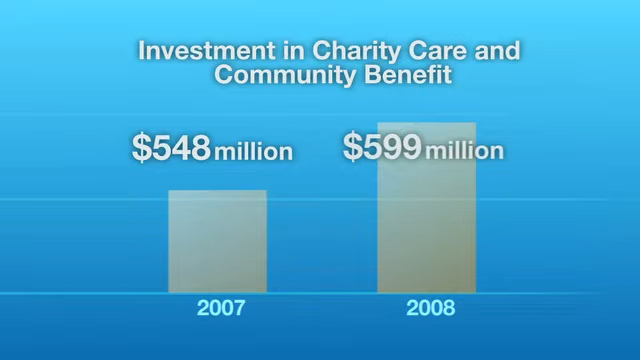 Investment in Charity Care and
Community Benefit
$548 million
$599 million
2007
2008